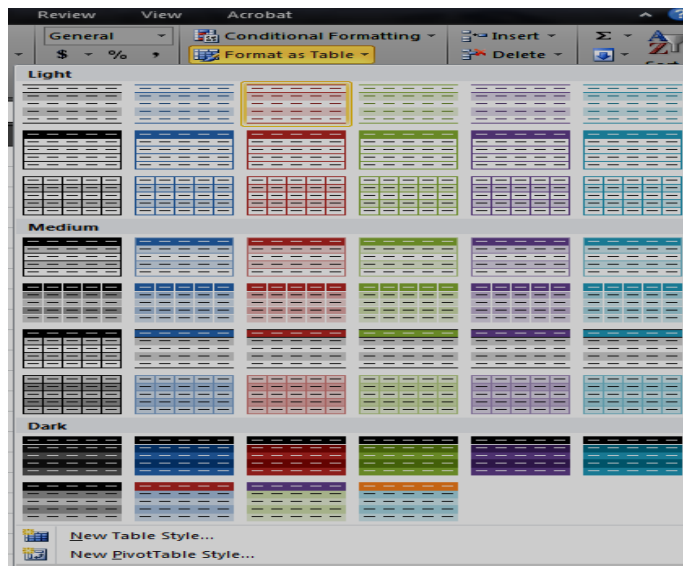 Review View Acrobat
General Conditional Formatting Insert Σ
$ % , Format as Table Delete
Light
Medium
Dark
New Table Style...
New PivotTable Style...